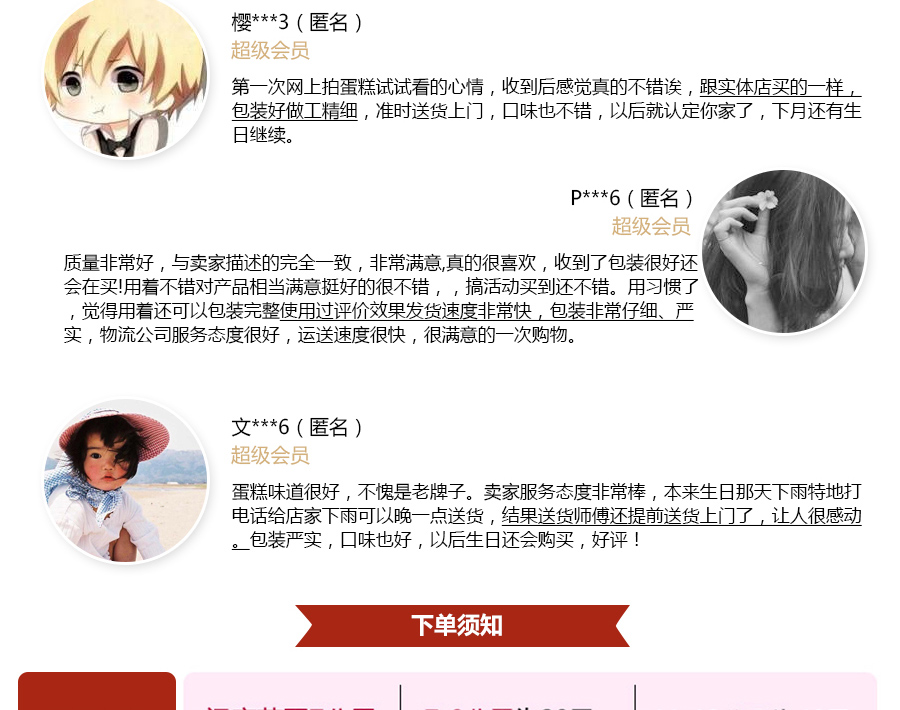 樱***3（匿名）
超级会员
第一次网上拍蛋糕试试看的心情，收到后感觉真的不错诶，跟实体店买的一样，
包装好做工精细，准时送货上门，口味也不错，以后就认定你家了，下月还有生
日继续。
P***6（匿名）
超级会员
质量非常好，与卖家描述的完全一致，非常满意,真的很喜欢，收到了包装很好还
会在买!用着不错对产品相当满意挺好的很不错，，搞活动买到还不错。用习惯了
，觉得用着还可以包装完整使用过评价效果发货速度非常快，包装非常仔细、严
实，物流公司服务态度很好，运送速度很快，很满意的一次购物。
文***6（匿名）
超级会员
蛋糕味道很好，不愧是老牌子。卖家服务态度非常棒，本来生日那天下雨特地打
电话给店家下雨可以晚一点送货，结果送货师傅还提前送货上门了，让人很感动
。包装严实，口味也好，以后生日还会购买，好评！
下单须知